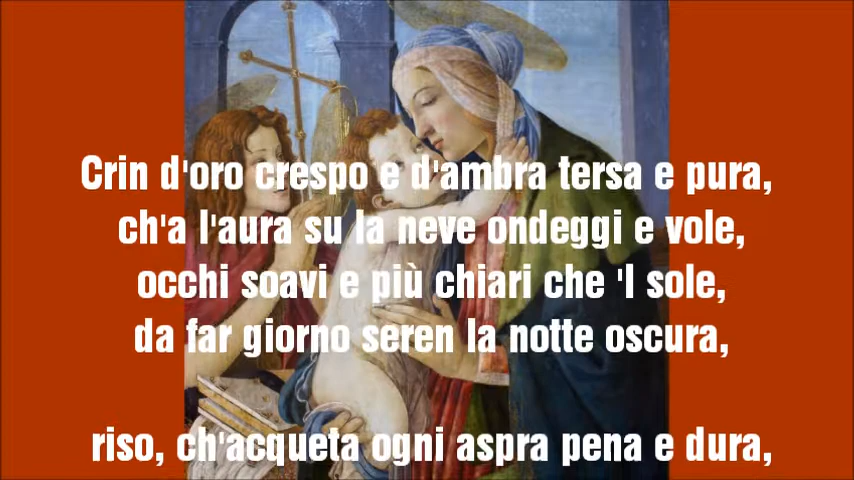 Crin d'oro crespo e d'ambra tersa e pura,
ch'a l'aura su la neve ondeggi e vole,
occhi soavi e più chiari che 'l sole,
da far giorno seren la notte oscura,
riso, ch'acqueta ogni aspra pena e dura,